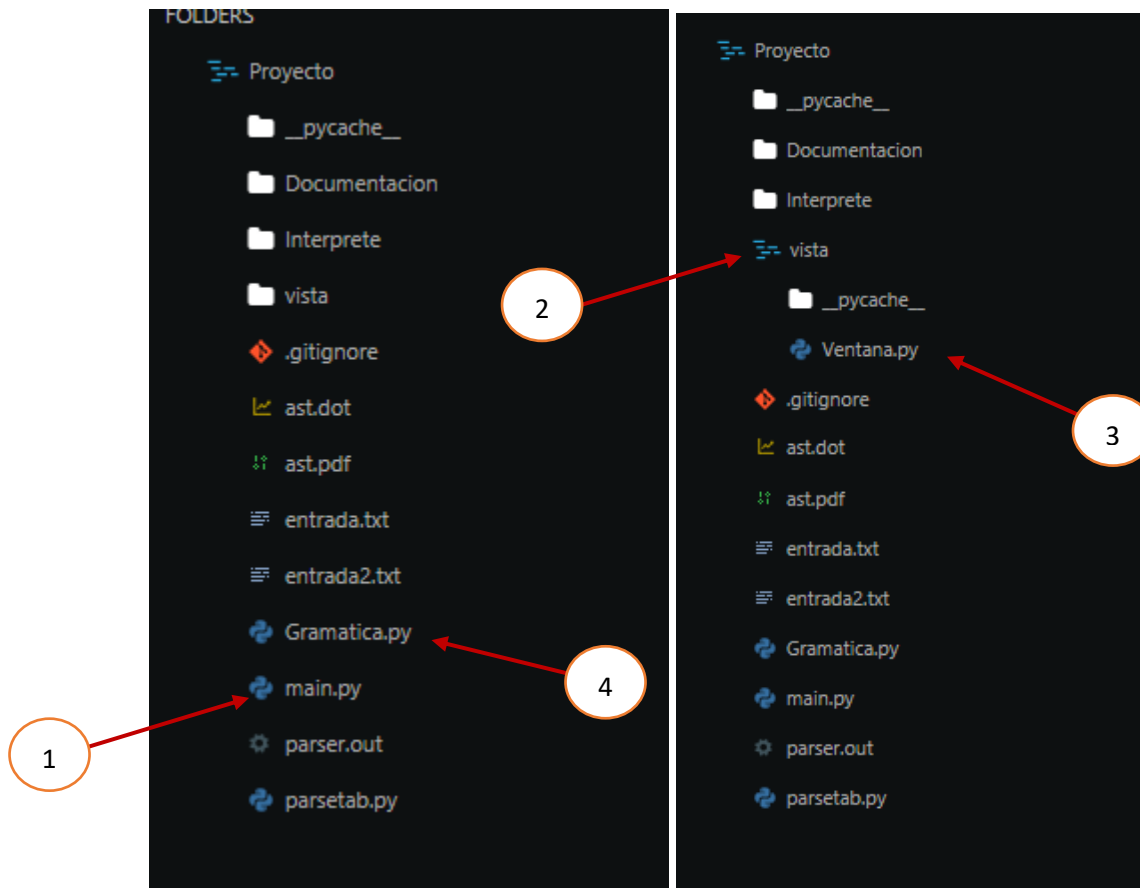 FOLDERS
Proyecto
__pycache__
Documentacion
Interprete
vista
.gitignore
ast.dot
ast.pdf
entrada.txt
entrada2.txt
Gramatica.py
main.py
parser.out
parsetab.py
1
4
Proyecto
__pycache__
Documentacion
Interprete
vista
__pycache__
Ventana.py
.gitignore
ast.dot
ast.pdf
entrada.txt
entrada2.txt
Gramatica.py
main.py
parser.out
parsetab.py
2
3